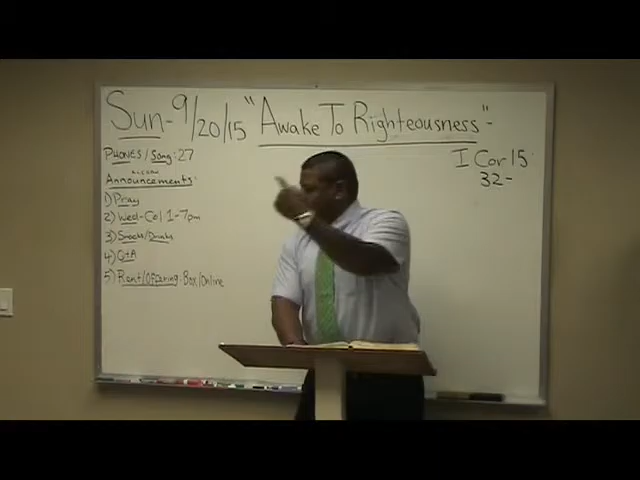 Sun-9/20/15 "Awake To Righteousness"-
PHONES/Song: 27
I Cor 15:
32-
Announcements:
1) Pray
2) Wed-Col 1-7pm
3) Snacks/Drinks
4) Q+A
5) Rent/Offering: Box/Online